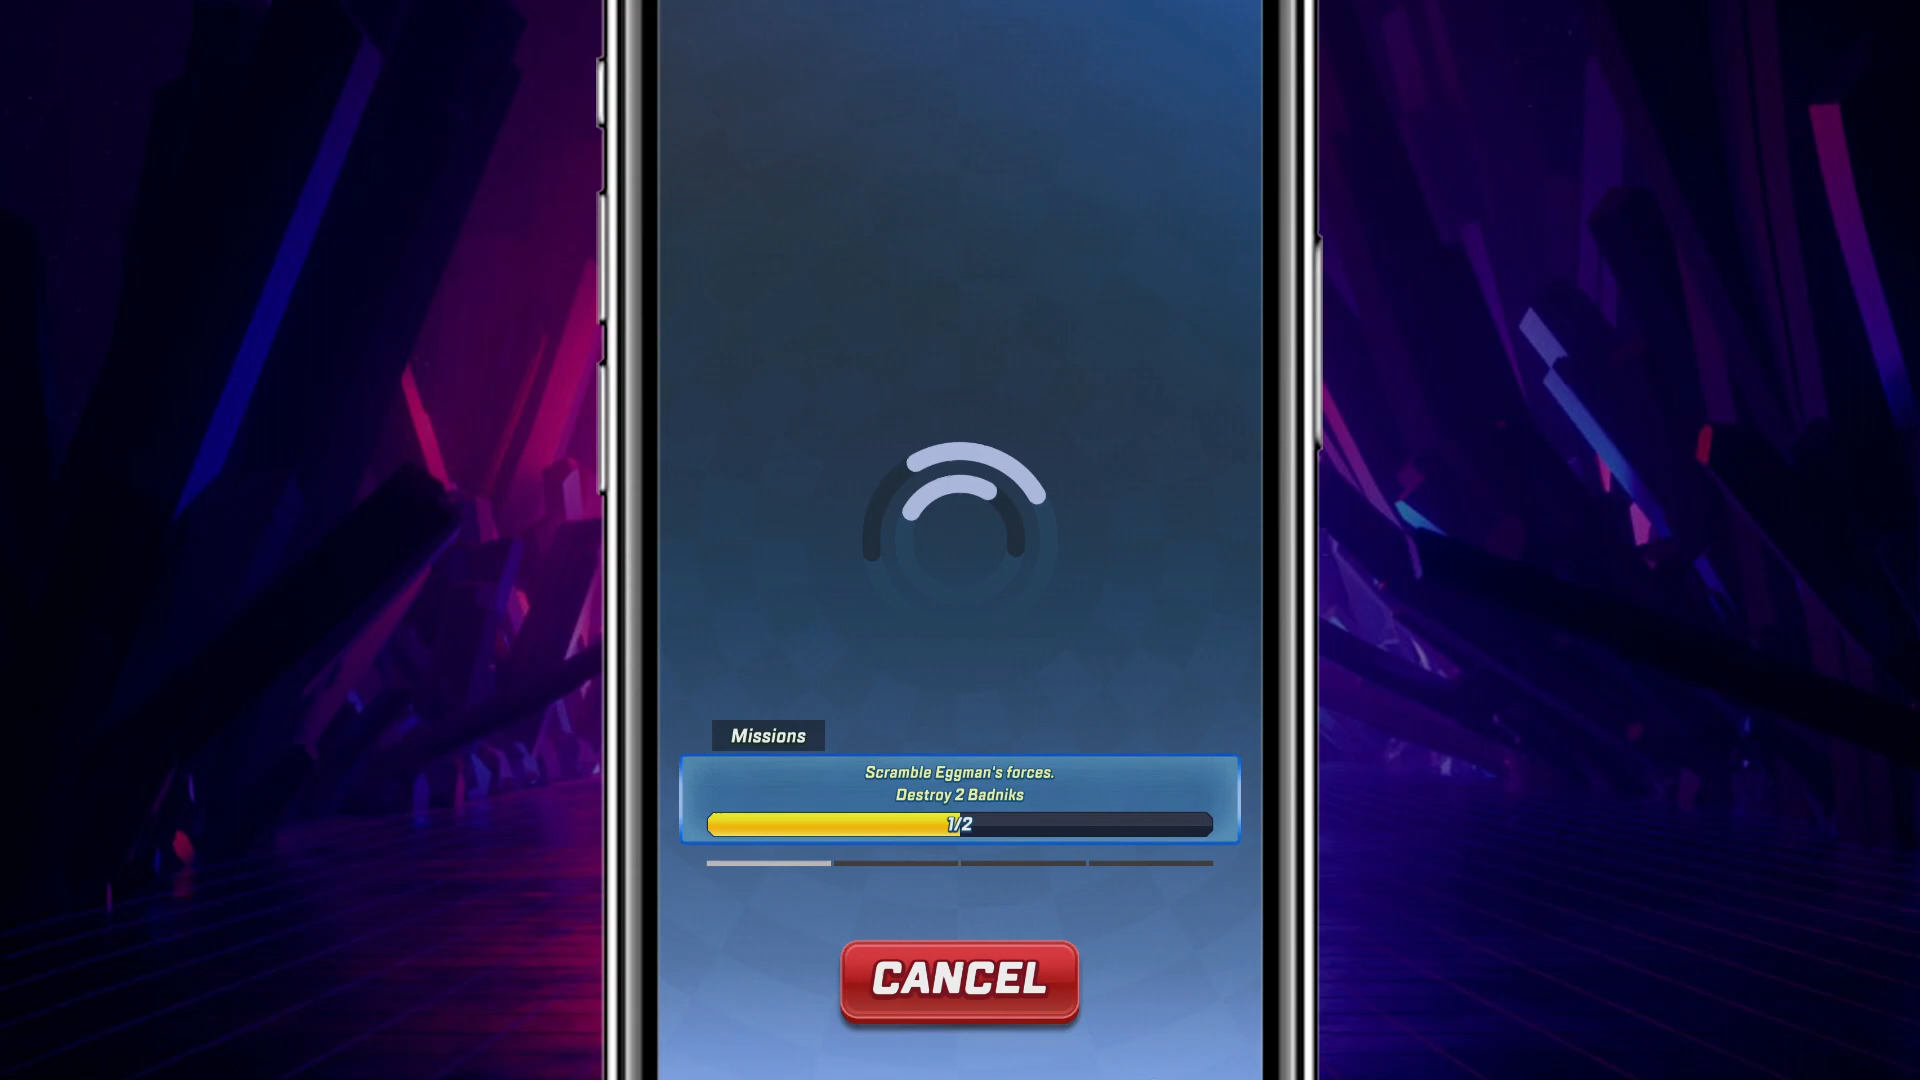 Missions
Scramble Eggman's forces.
Destroy 2 Badniks
1/2
CANCEL